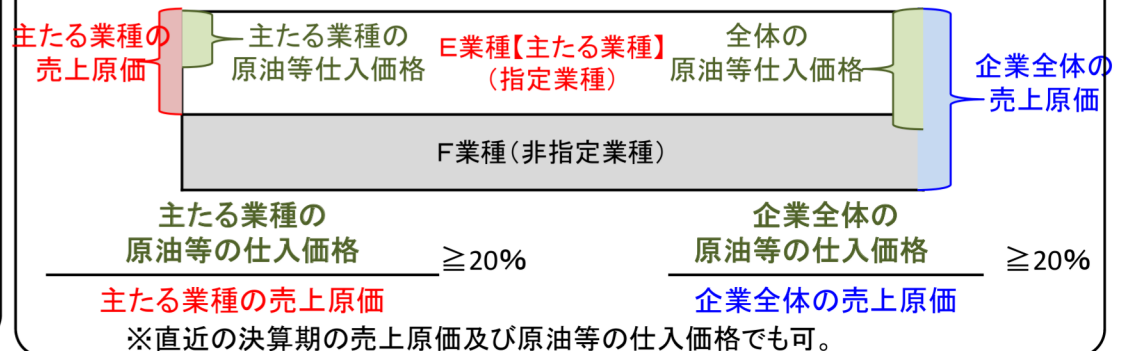 主たる業種の
売上原価
主たる業種の
原油等仕入価格
E業種【主たる業種】
（指定業種）
全体の
原油等仕入価格
企業全体の
売上原価
F業種（非指定業種）
主たる業種の
原油等の仕入価格
≧20%
主たる業種の売上原価
企業全体の
原油等の仕入価格
≧20%
企業全体の売上原価
※直近の決算期の売上原価及び原油等の仕入価格でも可。